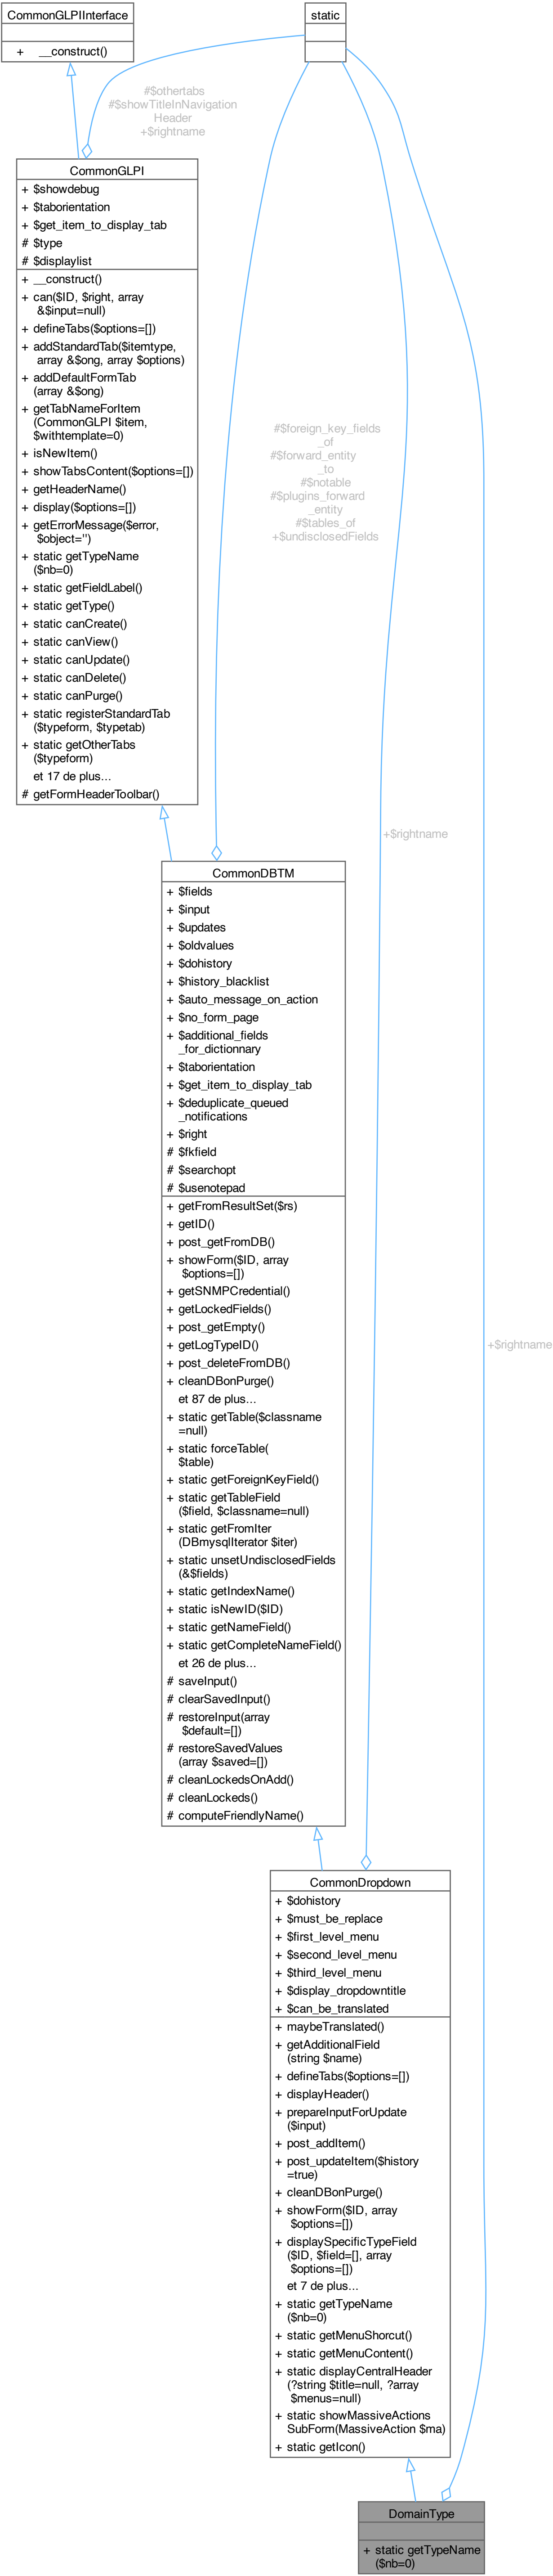 CommonGLPIInterface
+ __construct()
static
#$othertabs
#$showTitleInNavigation
Header
+$rightname
CommonGLPI
+ $showdebug
+ $taborientation
+ $get_item_to_display_tab
# $type
# $displaylist
+ __construct()
+ can($ID, $right, array
&$input=null)
+ defineTabs($options=[])
+ addStandardTab($itemtype,
array &$ong, array $options)
+ addDefaultFormTab
(array &$ong)
+ getTabNameForItem
(CommonGLPI $item,
$withtemplate=0)
+ isNewItem()
+ showTabsContent($options=[])
+ getHeaderName()
+ display($options=[])
+ getErrorMessage($error,
$object='')
+ static getTypeName
($nb=0)
+ static getFieldLabel()
+ static getType()
+ static canCreate()
+ static canView()
+ static canUpdate()
+ static canDelete()
+ static canPurge()
+ static registerStandardTab
($typeform, $typetab)
+ static getOtherTabs
($typeform)
et 17 de plus...
# getFormHeaderToolbar()
#$foreign_key_fields
_of
#$forward_entity
_to
#$notable
#$plugins_forward
_entity
#$tables_of
+$undisclosedFields
+$rightname
CommonDBTM
+ $fields
+ $input
+ $updates
+ $oldvalues
+ $dohistory
+ $history_blacklist
+ $auto_message_on_action
+ $no_form_page
+ $additional_fields
_for_dictionnary
+ $taborientation
+ $get_item_to_display_tab
+ $deduplicate_queued
_notifications
+ $right
# $fkfield
# $searchopt
# $usenotepad
+ getFromResultSet($rs)
+ getID()
+ post_getFromDB()
+ showForm($ID, array
$options=[])
+ getSNMPCredential()
+ getLockedFields()
+ post_getEmpty()
+ getLogTypeID()
+ post_deleteFromDB()
+ cleanDBonPurge()
et 87 de plus...
+ static getTable($classname
=null)
+ static forceTable(
$table)
+ static getForeignKeyField()
+ static getTableField
($field, $classname=null)
+ static getFromIter
(DBmysqlIterator $iter)
+ static unsetUndisclosedFields
(&$fields)
+ static getIndexName()
+ static isNewID($ID)
+ static getNameField()
+ static getCompleteNameField()
et 26 de plus...
# saveInput()
# clearSavedInput()
# restoreInput(array
$default=[])
# restoreSavedValues
(array $saved=[])
# cleanLockedsOnAdd()
# cleanLockeds()
# computeFriendlyName()
+$rightname
CommonDropdown
+ $dohistory
+ $must_be_replace
+ $first_level_menu
+ $second_level_menu
+ $third_level_menu
+ $display_dropdowntitle
+ $can_be_translated
+ maybeTranslated()
+ getAdditionalField
(string $name)
+ defineTabs($options=[])
+ displayHeader()
+ prepareInputForUpdate
($input)
+ post_addItem()
+ post_updateItem($history
=true)
+ cleanDBonPurge()
+ showForm($ID, array
$options=[])
+ displaySpecificTypeField
($ID, $field=[], array
$options=[])
et 7 de plus...
+ static getTypeName
($nb=0)
+ static getMenuShorcut()
+ static getMenuContent()
+ static displayCentralHeader
(?string $title=null, ?array
$menus=null)
+ static showMassiveActions
SubForm(MassiveAction $ma)
+ static getIcon()
DomainType
+ static getTypeName
($nb=0)